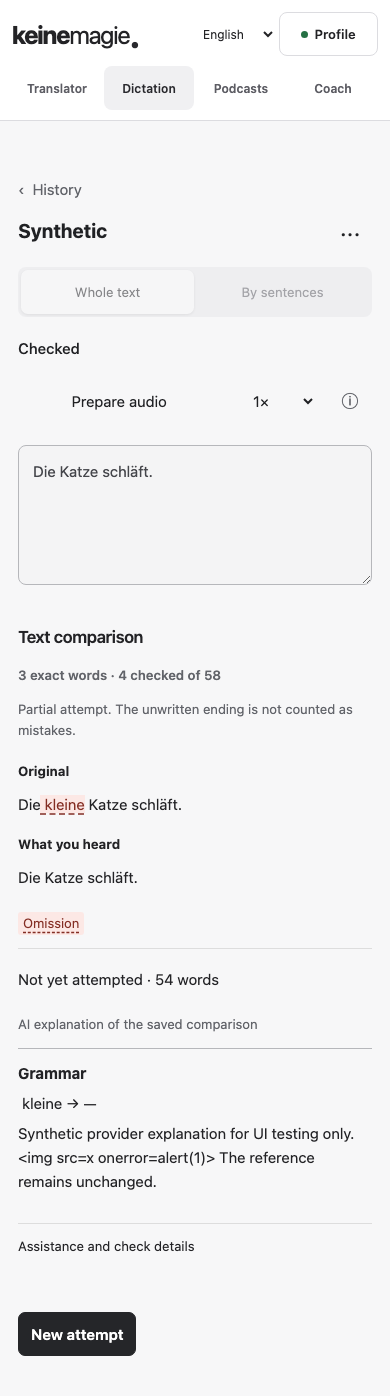 keinemagie.
English
Profile
Translator Dictation Podcasts Coach
‹ History
Synthetic
...
Whole text By sentences
Checked
Prepare audio 1× ⓘ
Die Katze schläft.
Text comparison
3 exact words · 4 checked of 58
Partial attempt. The unwritten ending is not counted as
mistakes.
Original
Die kleine Katze schläft.
What you heard
Die Katze schläft.
Omission
Not yet attempted · 54 words
AI explanation of the saved comparison
Grammar
kleine → —
Synthetic provider explanation for UI testing only.
<img src=x onerror=alert(1)> The reference
remains unchanged.
Assistance and check details
New attempt